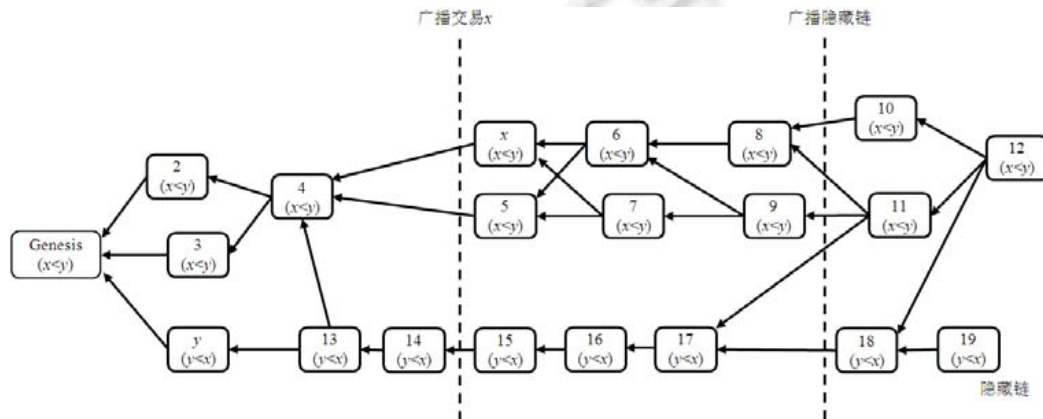 广播交易x
广播隐藏链
10
(x<y)
x
(x<y)
6
(x<y)
8
(x<y)
12
(x<y)
2
(x<y)
4
(x<y)
5
(x<y)
7
(x<y)
9
(x<y)
11
(x<y)
Genesis
(x<y)
3
(x<y)
y
(y<x)
13
(y<x)
14
(y<x)
15
(y<x)
16
(y<x)
17
(y<x)
18
(y<x)
19
(y<x)
隐藏链